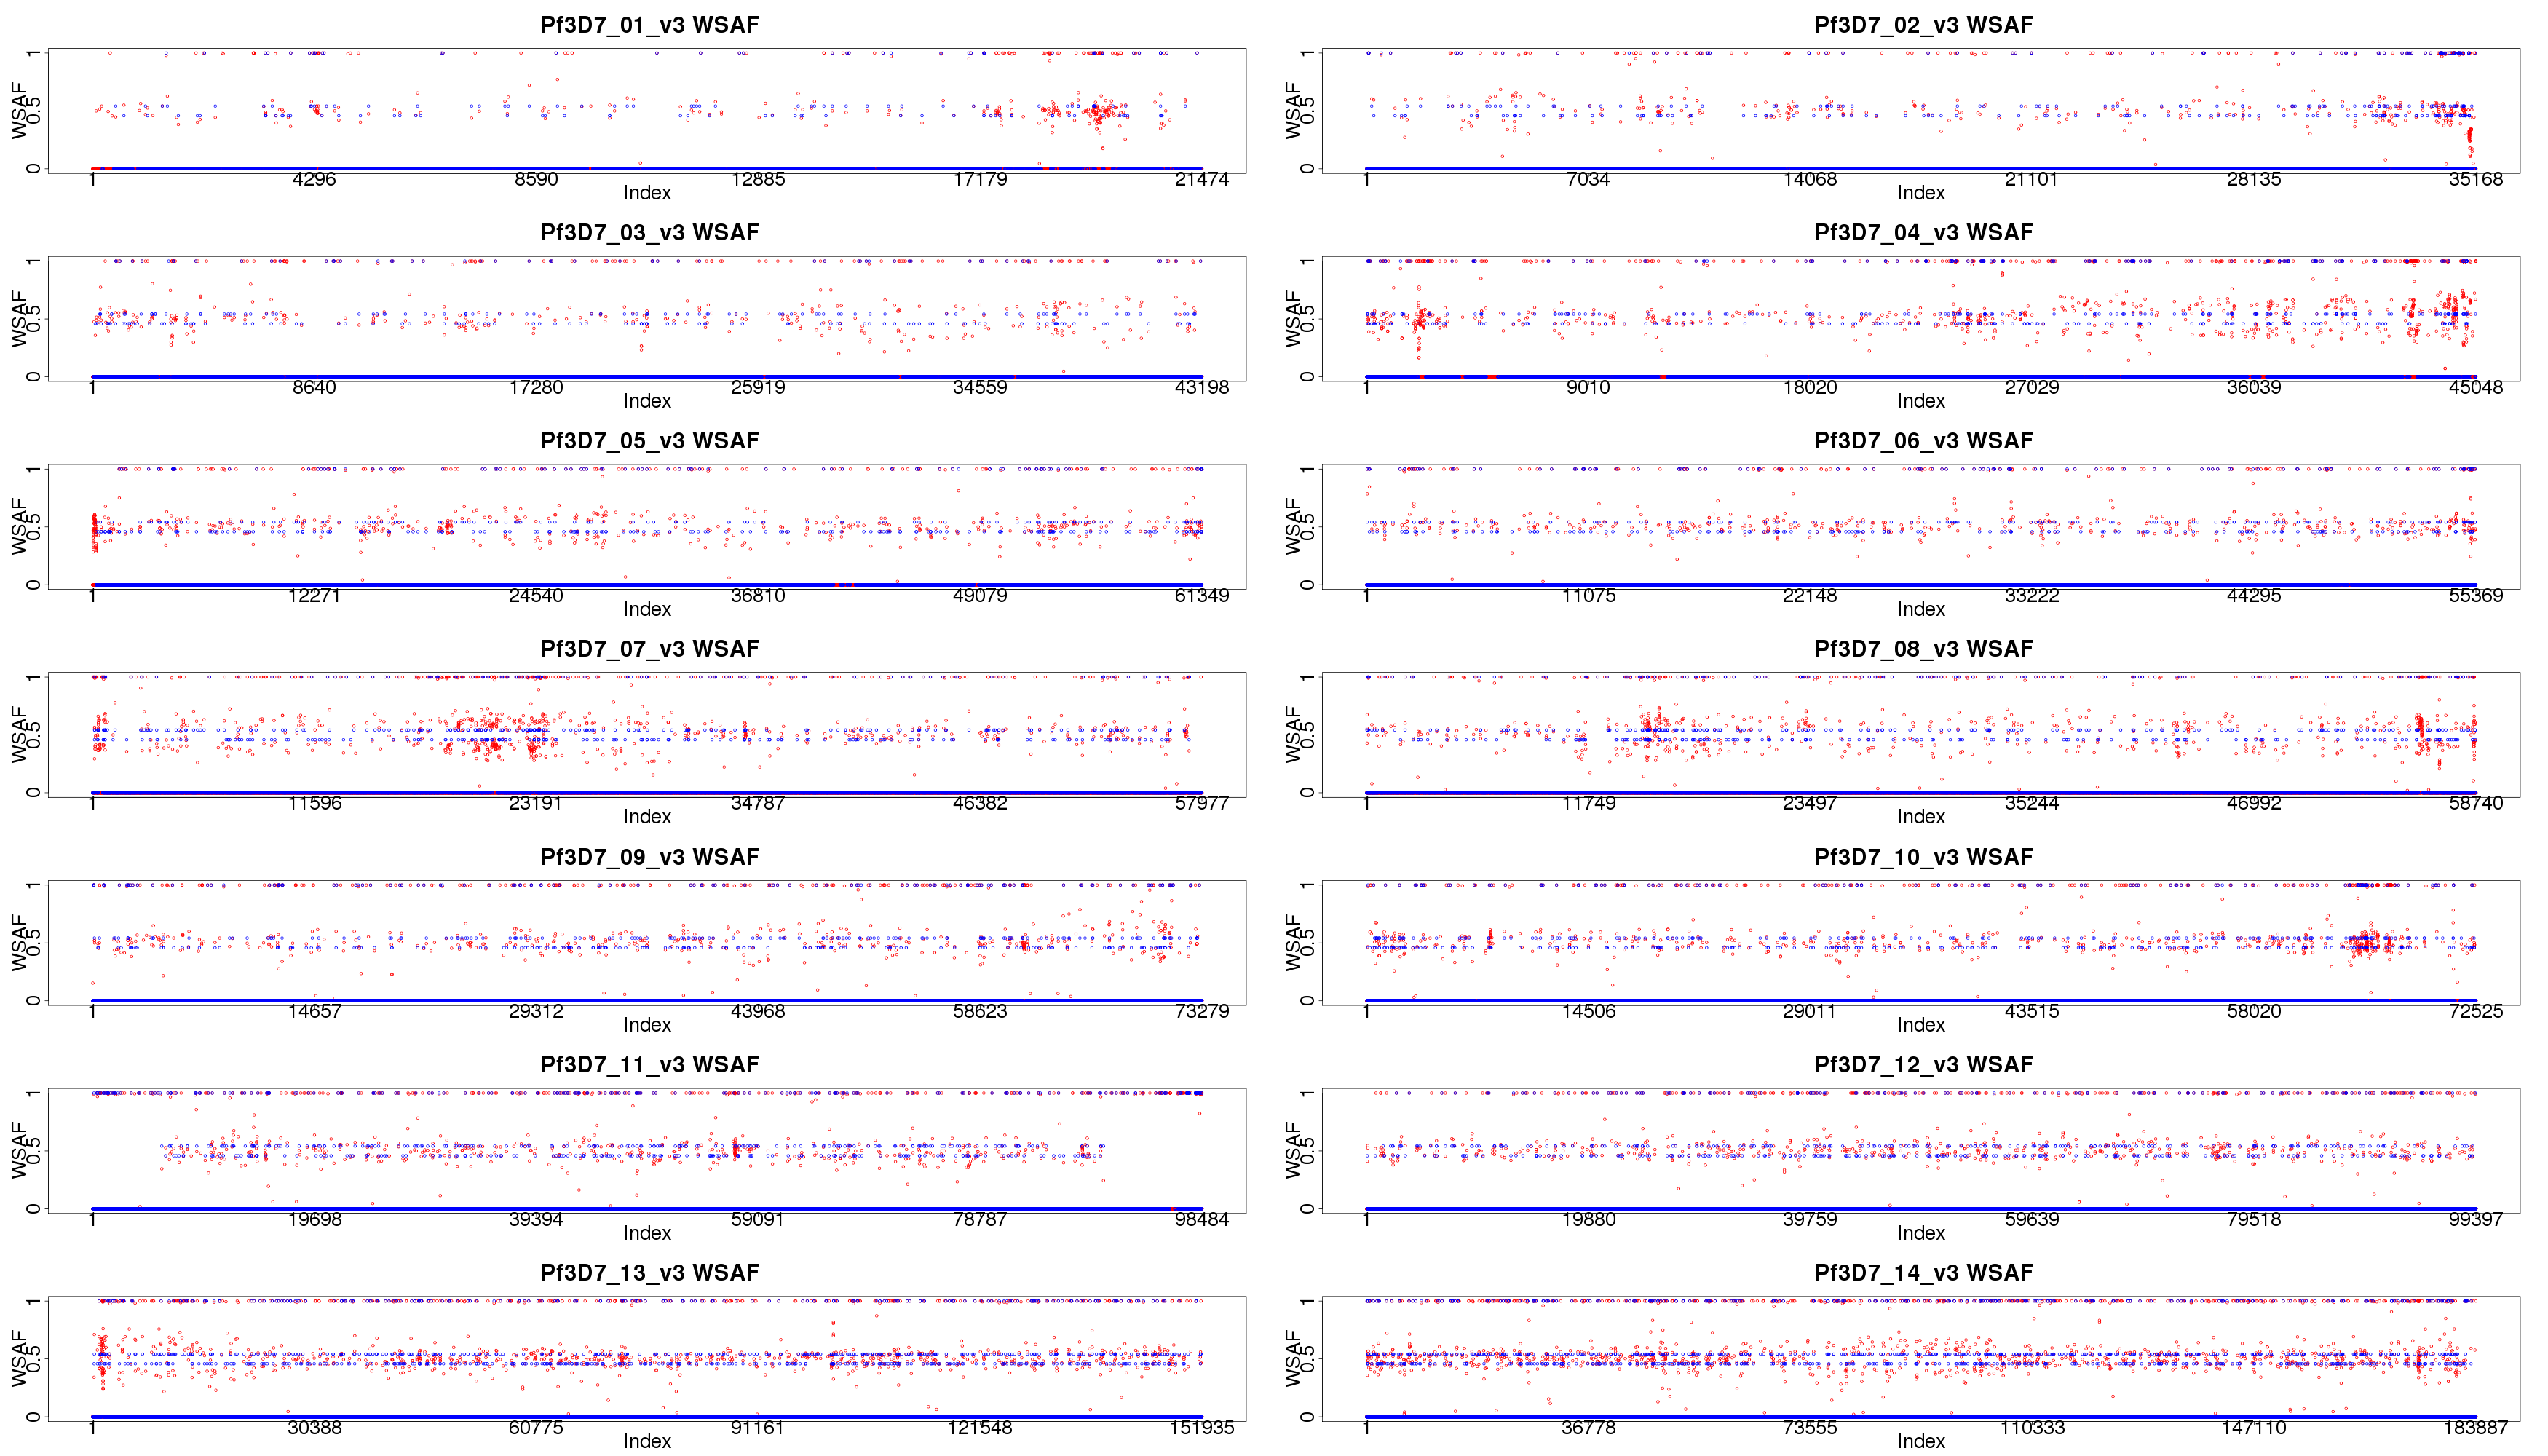 Pf3D7_01_v3 WSAF
WSAF
0 0.5 1
1 4296 8590 12885 17179 21474
Index
Pf3D7_02_v3 WSAF
WSAF
0 0.5 1
1 7034 14068 21101 28135 35168
Index
Pf3D7_03_v3 WSAF
WSAF
0 0.5 1
1 8640 17280 25919 34559 43198
Index
Pf3D7_04_v3 WSAF
WSAF
0 0.5 1
1 9010 18020 27029 36039 45048
Index
Pf3D7_05_v3 WSAF
WSAF
0 0.5 1
1 12271 24540 36810 49079 61349
Index
Pf3D7_06_v3 WSAF
WSAF
0 0.5 1
1 11075 22148 33222 44295 55369
Index
Pf3D7_07_v3 WSAF
WSAF
0 0.5 1
1 11596 23191 34787 46382 57977
Index
Pf3D7_08_v3 WSAF
WSAF
0 0.5 1
1 11749 23497 35244 46992 58740
Index
Pf3D7_09_v3 WSAF
WSAF
0 0.5 1
1 14657 29312 43968 58623 73279
Index
Pf3D7_10_v3 WSAF
WSAF
0 0.5 1
1 14506 29011 43515 58020 72525
Index
Pf3D7_11_v3 WSAF
WSAF
0 0.5 1
1 19698 39394 59091 78787 98484
Index
Pf3D7_12_v3 WSAF
WSAF
0 0.5 1
1 19880 39759 59639 79518 99397
Index
Pf3D7_13_v3 WSAF
WSAF
0 0.5 1
1 30388 60775 91161 121548 151935
Index
Pf3D7_14_v3 WSAF
WSAF
0 0.5 1
1 36778 73555 110333 147110 183887
Index